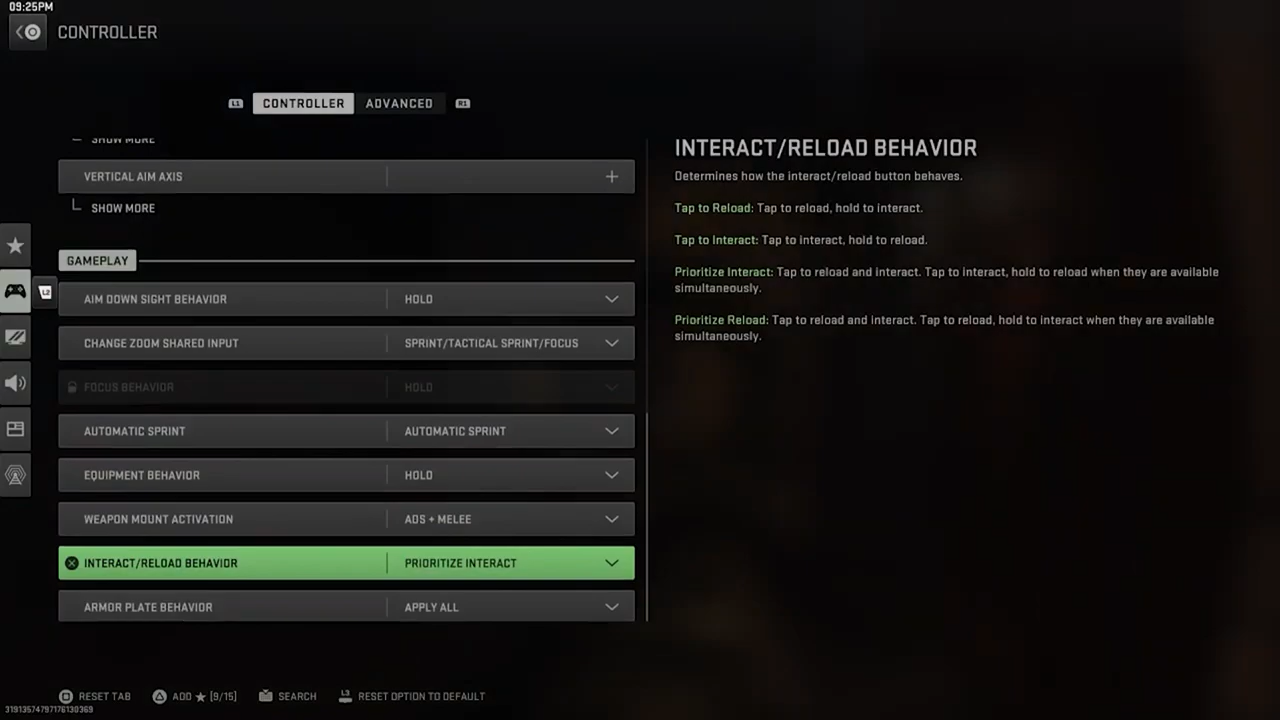 09:25PM
CONTROLLER
L1 CONTROLLER ADVANCED R1
SHOW MORE
VERTICAL AIM AXIS
SHOW MORE
GAMEPLAY
L2
AIM DOWN SIGHT BEHAVIOR HOLD
CHANGE ZOOM SHARED INPUT SPRINT/TACTICAL SPRINT/FOCUS
FOCUS BEHAVIOR HOLD
AUTOMATIC SPRINT AUTOMATIC SPRINT
EQUIPMENT BEHAVIOR HOLD
WEAPON MOUNT ACTIVATION ADS + MELEE
INTERACT/RELOAD BEHAVIOR PRIORITIZE INTERACT
ARMOR PLATE BEHAVIOR APPLY ALL
INTERACT/RELOAD BEHAVIOR
Determines how the interact/reload button behaves.
Tap to Reload: Tap to reload, hold to interact.
Tap to Interact: Tap to interact, hold to reload.
Prioritize Interact: Tap to reload and interact. Tap to interact, hold to reload when they are available
simultaneously.
Prioritize Reload: Tap to reload and interact. Tap to reload, hold to interact when they are available
simultaneously.
RESET TAB ADD ★ [9/15] SEARCH L3 RESET OPTION TO DEFAULT
31913574797176130369